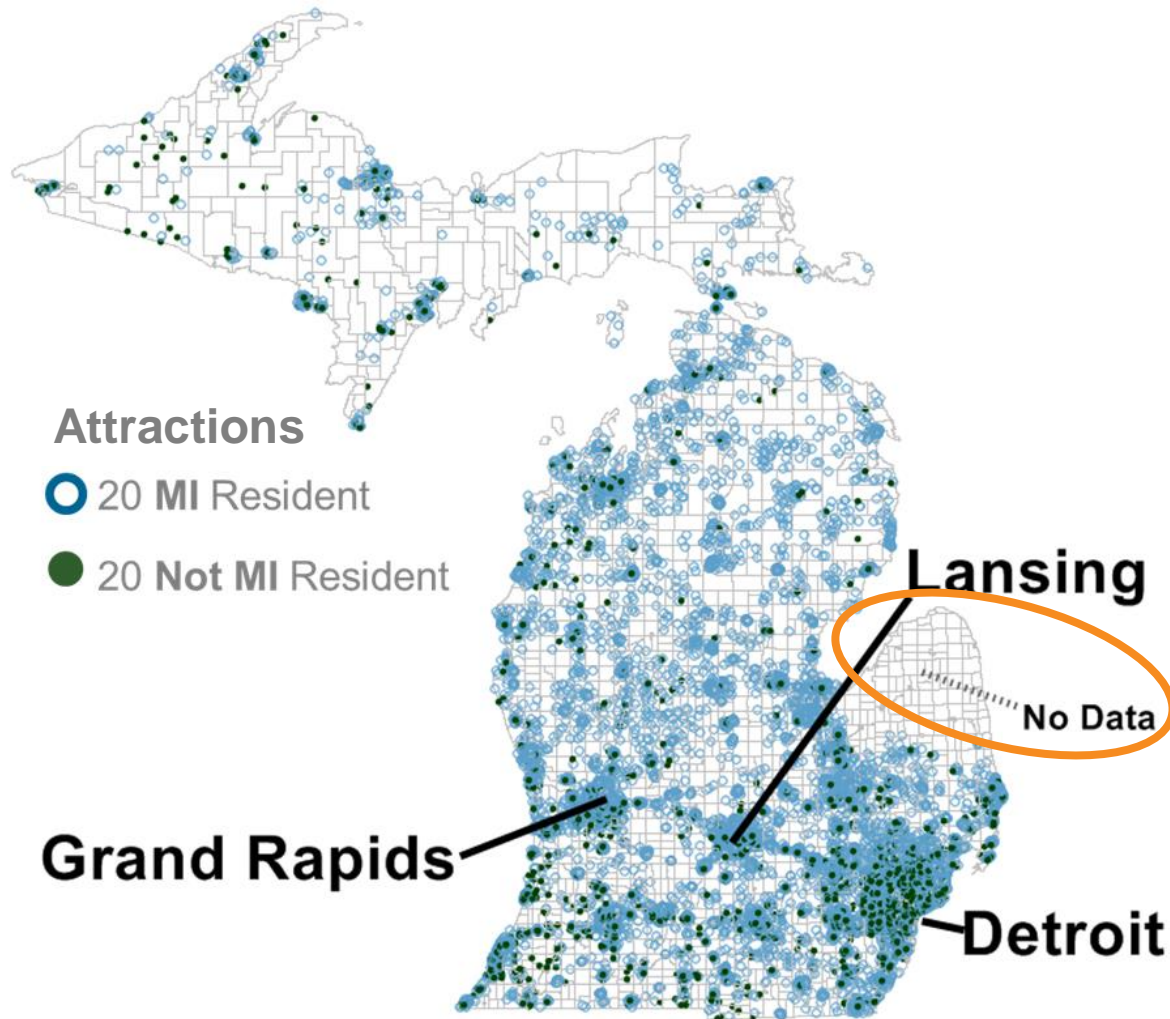 Attractions
20 MI Resident
20 Not MI Resident
Lansing
No Data
Grand Rapids
Detroit